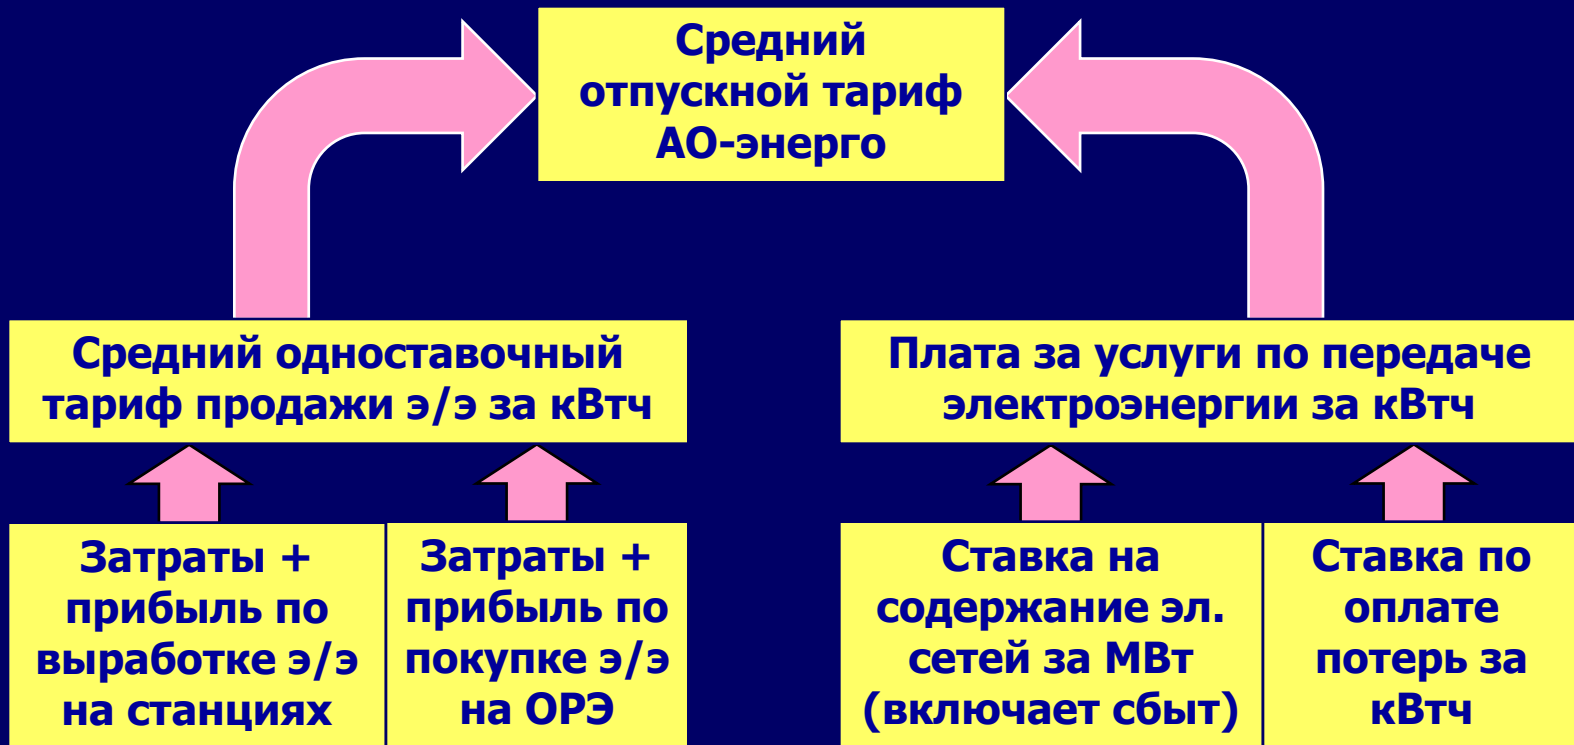 Средний
отпускной тариф
АО-энерго
Средний одноставочный
тариф продажи э/э за кВтч
Плата за услуги по передаче
электроэнергии за кВтч
Затраты +
прибыль по
выработке э/э
на станциях
Затраты +
прибыль по
покупке э/э
на ОРЭ
Ставка на
содержание эл.
сетей за МВт
(включает сбыт)
Ставка по
оплате
потерь за
кВтч